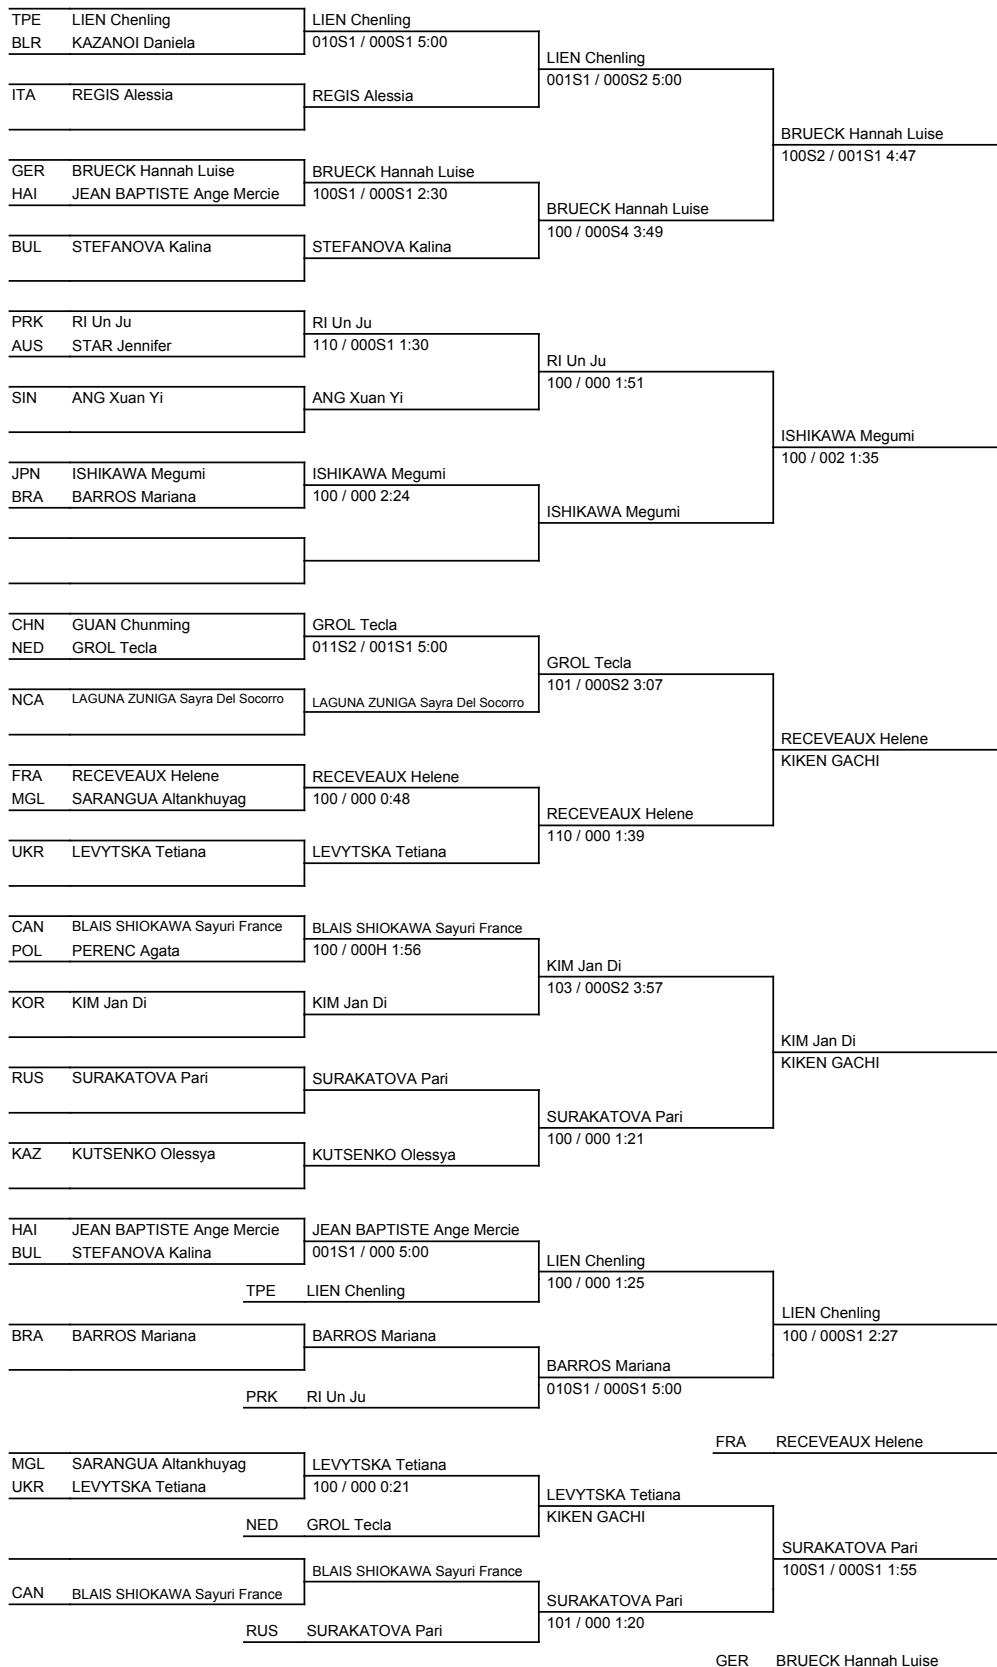 TPE LIEN Chenling LIEN Chenling
BLR KAZANOI Daniela 010S1 / 000S1 5:00
LIEN Chenling
001S1 / 000S2 5:00
ITA REGIS Alessia REGIS Alessia
BRUECK Hannah Luise
100S2 / 001S1 4:47
GER BRUECK Hannah Luise BRUECK Hannah Luise
HAI JEAN BAPTISTE Ange Mercie 100S1 / 000S1 2:30
BRUECK Hannah Luise
100 / 000S4 3:49
BUL STEFANOVA Kalina STEFANOVA Kalina
PRK RI Un Ju RI Un Ju
AUS STAR Jennifer 110 / 000S1 1:30
RI Un Ju
100 / 000 1:51
SIN ANG Xuan Yi ANG Xuan Yi
ISHIKAWA Megumi
100 / 002 1:35
JPN ISHIKAWA Megumi ISHIKAWA Megumi
BRA BARROS Mariana 100 / 000 2:24
ISHIKAWA Megumi
CHN GUAN Chunming GROL Tecla
NED GROL Tecla 011S2 / 001S1 5:00
GROL Tecla
101 / 000S2 3:07
NCA LAGUNA ZUNIGA Sayra Del Socorro LAGUNA ZUNIGA Sayra Del Socorro
RECEVEAUX Helene
KIKEN GACHI
FRA RECEVEAUX Helene RECEVEAUX Helene
MGL SARANGUA Altankhuyag 100 / 000 0:48
RECEVEAUX Helene
110 / 000 1:39
UKR LEVYTSKA Tetiana LEVYTSKA Tetiana
CAN BLAIS SHIOKAWA Sayuri France BLAIS SHIOKAWA Sayuri France
POL PERENC Agata 100 / 000H 1:56
KIM Jan Di
103 / 000S2 3:57
KOR KIM Jan Di KIM Jan Di
KIM Jan Di
KIKEN GACHI
RUS SURAKATOVA Pari SURAKATOVA Pari
SURAKATOVA Pari
100 / 000 1:21
KAZ KUTSENKO Olessya KUTSENKO Olessya
HAI JEAN BAPTISTE Ange Mercie JEAN BAPTISTE Ange Mercie
BUL STEFANOVA Kalina 001S1 / 000 5:00
LIEN Chenling
100 / 000 1:25
TPE LIEN Chenling
LIEN Chenling
100 / 000S1 2:27
BRA BARROS Mariana BARROS Mariana
BARROS Mariana
010S1 / 000S1 5:00
PRK RI Un Ju
FRA RECEVEAUX Helene
MGL SARANGUA Altankhuyag LEVYTSKA Tetiana
UKR LEVYTSKA Tetiana 100 / 000 0:21
LEVYTSKA Tetiana
KIKEN GACHI
NED GROL Tecla
SURAKATOVA Pari
100S1 / 000S1 1:55
BLAIS SHIOKAWA Sayuri France
CAN BLAIS SHIOKAWA Sayuri France
SURAKATOVA Pari
101 / 000 1:20
RUS SURAKATOVA Pari
GER BRUECK Hannah Luise